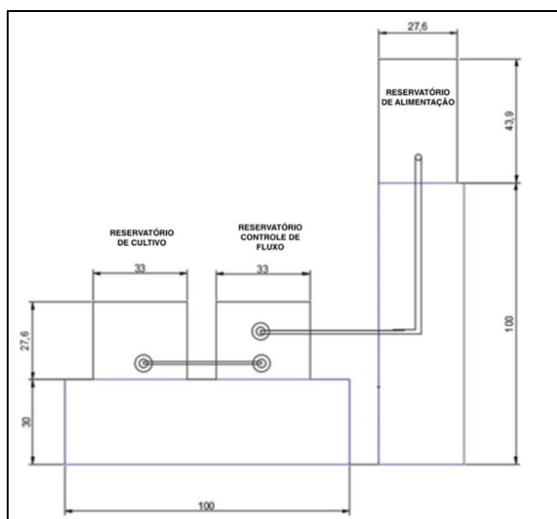 27,6
RESERVATÓRIO
DE ALIMENTAÇÃO
43,9
RESERVATÓRIO
DE CULTIVO
RESERVATÓRIO
CONTROLE DE
FLUXO
33
33
27,6
100
30
100